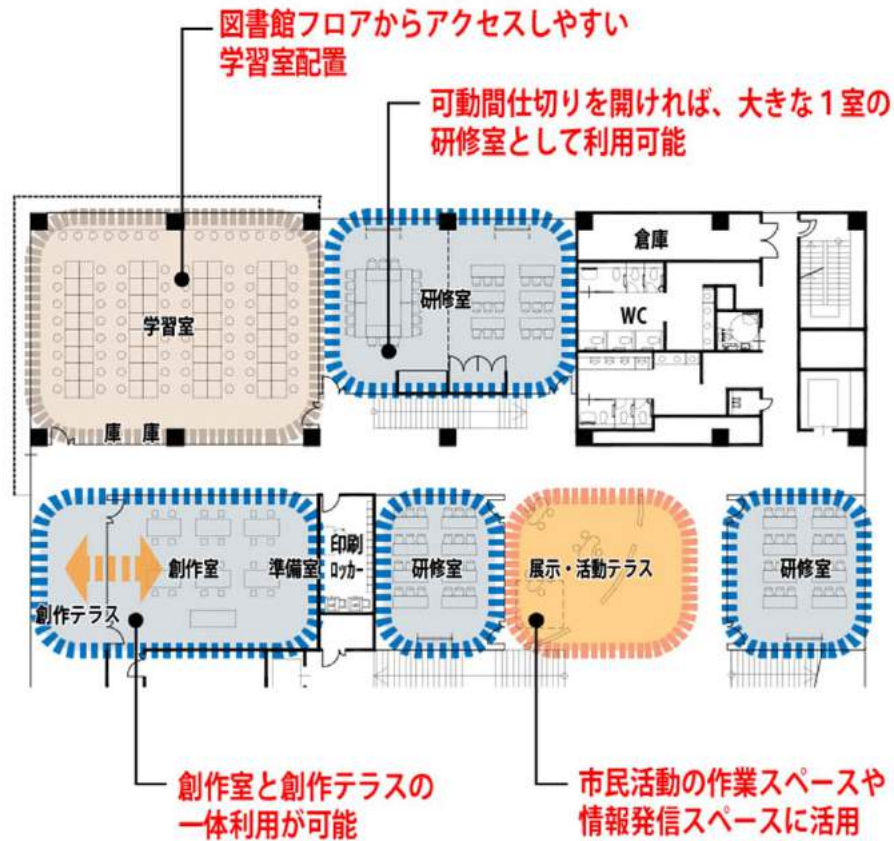 図書館フロアからアクセスしやすい
学習室配置
可動間仕切りを開ければ、大きな１室の
研修室として利用可能
倉庫
研修室
WC
学習室
庫 庫
印刷
ロッカー
創作室
準備室
研修室
展示・活動テラス
研修室
創作テラス
創作室と創作テラスの
一体利用が可能
市民活動の作業スペースや
情報発信スペースに活用